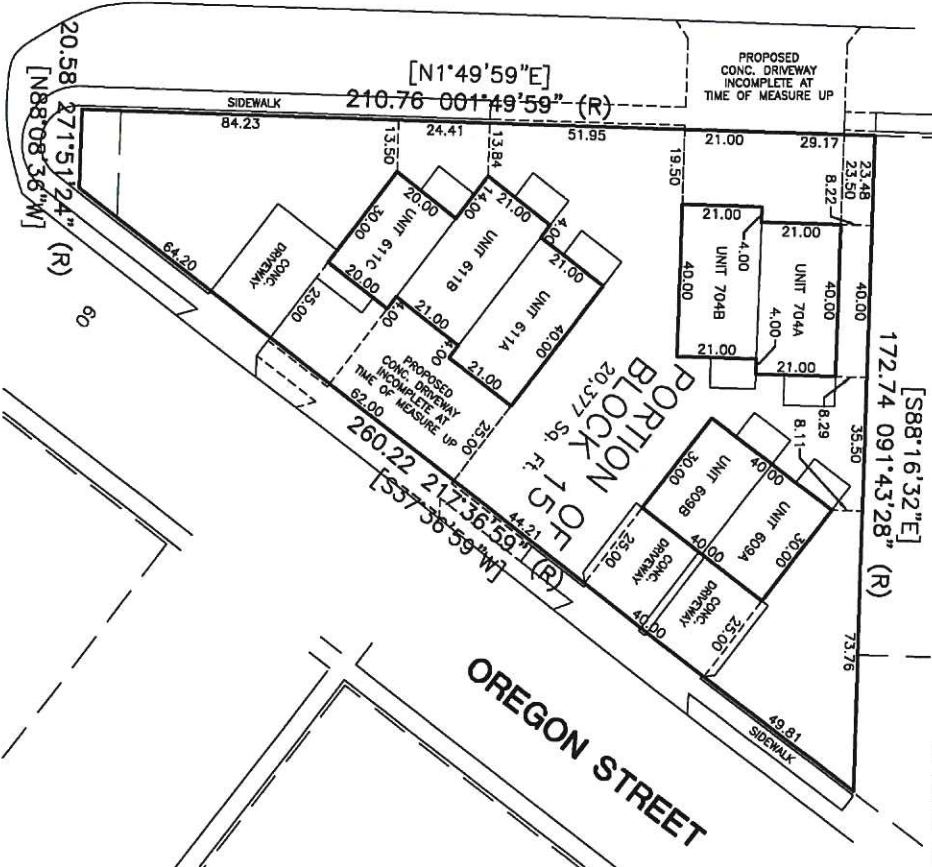 PROPOSED
CONC. DRIVEWAY
INCOMPLETE AT
TIME OF MEASURE UP
[N1°49'59"E]
210.76 001°49'59" (R)
SIDEWALK
84.23
24.41
51.95
21.00
29.17
20.58 271°51'24" (R)
[N88°08'36"W]
13.50
13.84
19.50
23.48
23.50
8.22
20.00
30.00
UNIT 611C
20.00
14.00
21.00
UNIT 611B
4.00
21.00
4.00
21.00
UNIT 611A
40.00
4.00
21.00
21.00
4.00
40.00
UNIT 704B
21.00
21.00
UNIT 704A
40.00
4.00
21.00
40.00
172.74 091°43'28" (R)
[S88°16'32"E]
8.29
8.11
35.50
73.76
64.20
CONC.
DRIVEWAY
25.00
PROPOSED
CONC. DRIVEWAY
INCOMPLETE AT
TIME OF MEASURE UP
62.00
25.00
PORTION OF
BLOCK 15
20,377 Sq. Ft.
260.22 217°36'59" (R)
[S37°36'59"W]
44.21
30.00
UNIT 609B
40.00
UNIT 609A
30.00
40.00
25.00
CONC.
DRIVEWAY
CONC.
DRIVEWAY
25.00
40.00
49.81
SIDEWALK
60
OREGON STREET